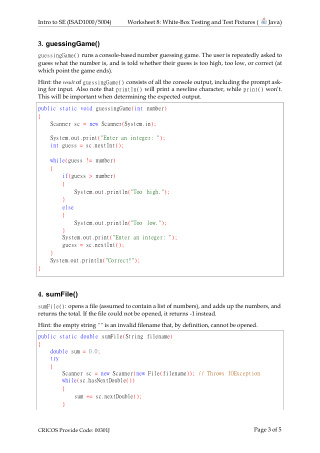 Intro to SE (ISAD1000/5004) Worksheet 8: White-Box Testing and Test Fixtures ( Java)
3. guessingGame()
guessingGame() runs a console-based number guessing game. The user is repeatedly asked to
guess what the number is, and is told whether their guess is too high, too low, or correct (at
which point the game ends).
Hint: the result of guessingGame() consists of all the console output, including the prompt ask-
ing for input. Also note that println() will print a newline character, while print() won't.
This will be important when determining the expected output.
public static void guessingGame(int number)
{
Scanner sc = new Scanner(System.in);
System.out.print("Enter an integer: ");
int guess = sc.nextInt();
while(guess != number)
{
if(guess > number)
{
System.out.println("Too high.");
}
else
{
System.out.println("Too low.");
}
System.out.print("Enter an integer: ");
guess = sc.nextInt();
}
System.out.println("Correct!");
}
4. sumFile()
sumFile(): opens a file (assumed to contain a list of numbers), and adds up the numbers, and
returns the total. If the file could not be opened, it returns -1 instead.
Hint: the empty string "" is an invalid filename that, by definition, cannot be opened.
public static double sumFile(String filename)
{
double sum = 0.0;
try
{
Scanner sc = new Scanner(new File(filename)); // Throws IOException
while(sc.hasNextDouble())
{
sum += sc.nextDouble();
}
CRICOS Provide Code: 00301J Page 3 of 5